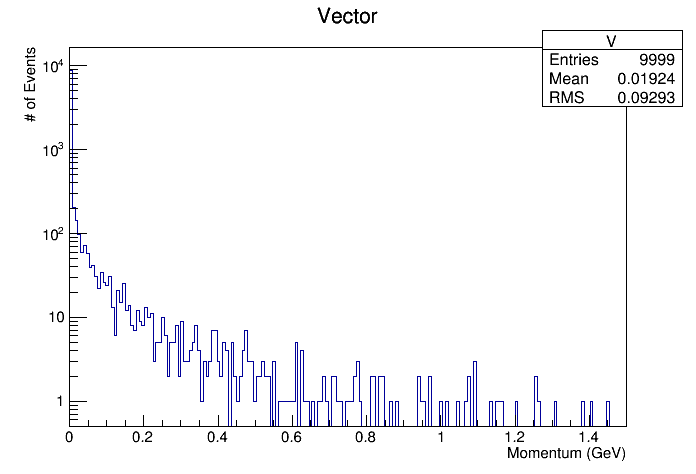 Vector
V
Entries 9999
Mean 0.01924
RMS 0.09293
# of Events
10⁴
10³
10²
10
1
0 0.2 0.4 0.6 0.8 1 1.2 1.4
Momentum (GeV)